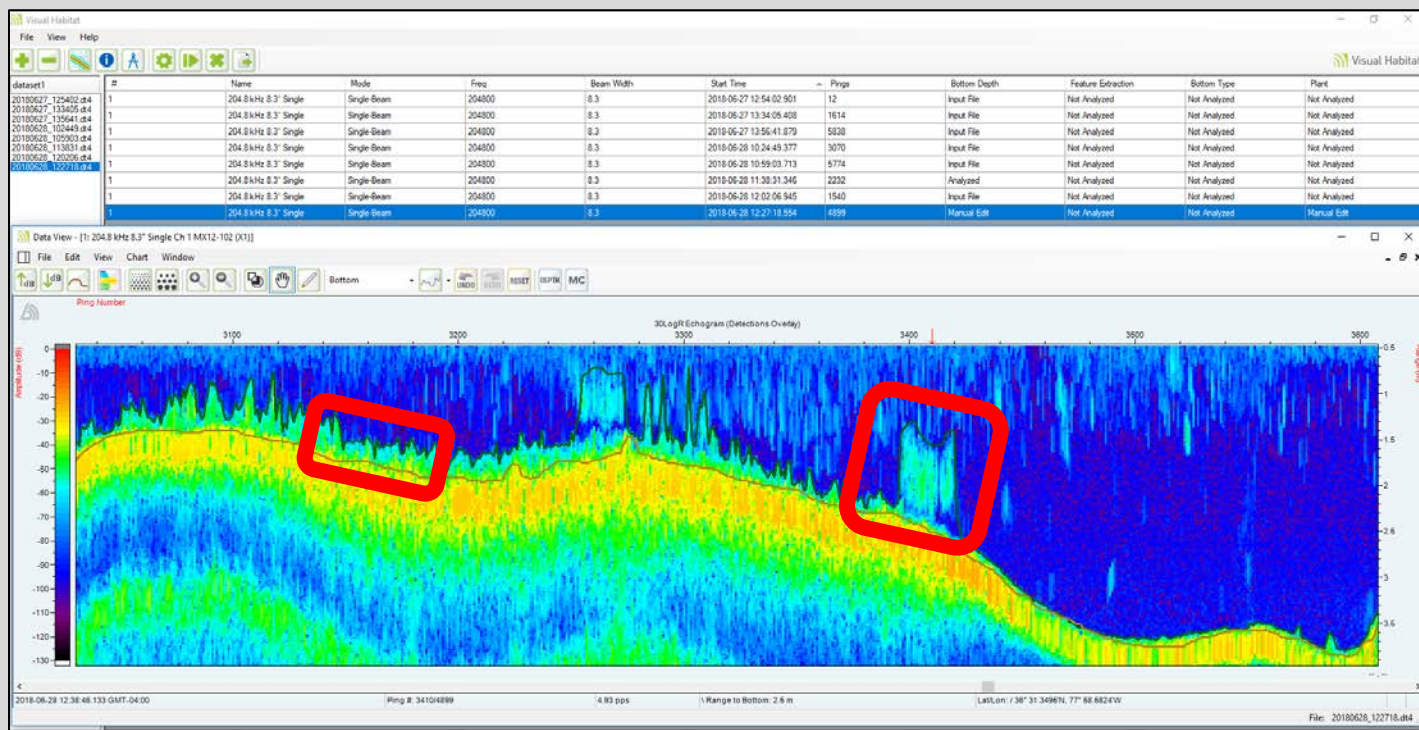 Visual Habitat
File View Help
Visual Habitat
dataset1
20180627_125402.dt4
20180627_133405.dt4
20180627_135641.dt4
20180628_102449.dt4
20180628_105903.dt4
20180628_113831.dt4
20180628_120206.dt4
20180628_122718.dt4
# Name Mode Freq Beam Width Start Time Pings Bottom Depth Feature Extraction Bottom Type Plant
1 204.8 kHz 8.3° Single Single-Beam 204800 8.3 2018-06-27 12:54:02.901 12 Input File Not Analyzed Not Analyzed Not Analyzed
1 204.8 kHz 8.3° Single Single-Beam 204800 8.3 2018-06-27 13:34:05.408 1614 Input File Not Analyzed Not Analyzed Not Analyzed
1 204.8 kHz 8.3° Single Single-Beam 204800 8.3 2018-06-27 13:56:41.879 5838 Input File Not Analyzed Not Analyzed Not Analyzed
1 204.8 kHz 8.3° Single Single-Beam 204800 8.3 2018-06-28 10:24:49.377 3070 Input File Not Analyzed Not Analyzed Not Analyzed
1 204.8 kHz 8.3° Single Single-Beam 204800 8.3 2018-06-28 10:59:03.713 5774 Input File Not Analyzed Not Analyzed Not Analyzed
1 204.8 kHz 8.3° Single Single-Beam 204800 8.3 2018-06-28 11:38:31.346 2232 Analyzed Not Analyzed Not Analyzed Not Analyzed
1 204.8 kHz 8.3° Single Single-Beam 204800 8.3 2018-06-28 12:02:06.945 1540 Input File Not Analyzed Not Analyzed Not Analyzed
1 204.8 kHz 8.3° Single Single-Beam 204800 8.3 2018-06-28 12:27:18.554 4899 Manual Edit Not Analyzed Not Analyzed Manual Edit
Data View - [1: 204.8 kHz 8.3° Single Ch 1 MX12-102 (X1)]
File Edit View Chart Window
dB dB Bottom UNDO RESET DEPTH MC
Ping Number
30LogR Echogram (Detections Overlay)
3100 3200 3300 3400 3500 3600
Amplitude (dB)
0
-10
-20
-30
-40
-50
-60
-70
-80
-90
-100
-110
-120
-130
0.5
1
1.5
2
2.6
3
3.6
2018-06-28 12:38:46.133 GMT-04:00 Ping #: 3410/4899 4.93 pps \ Range to Bottom: 2.6 m Lat/Lon: / 36° 31.3496'N, 77° 58.6824'W
File: 20180628_122718.dt4